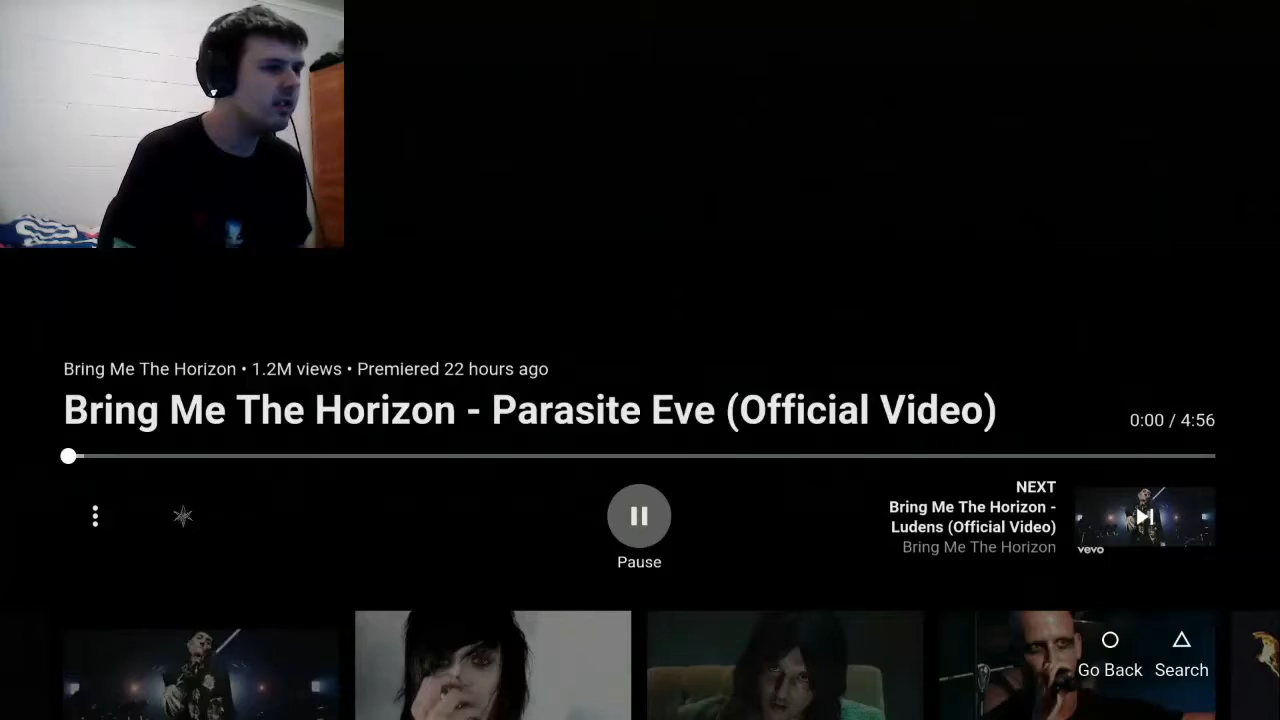 Bring Me The Horizon • 1.2M views • Premiered 22 hours ago
Bring Me The Horizon - Parasite Eve (Official Video)
0:00 / 4:56
NEXT
Bring Me The Horizon -
Ludens (Official Video)
Bring Me The Horizon
vevo
Pause
Go Back Search